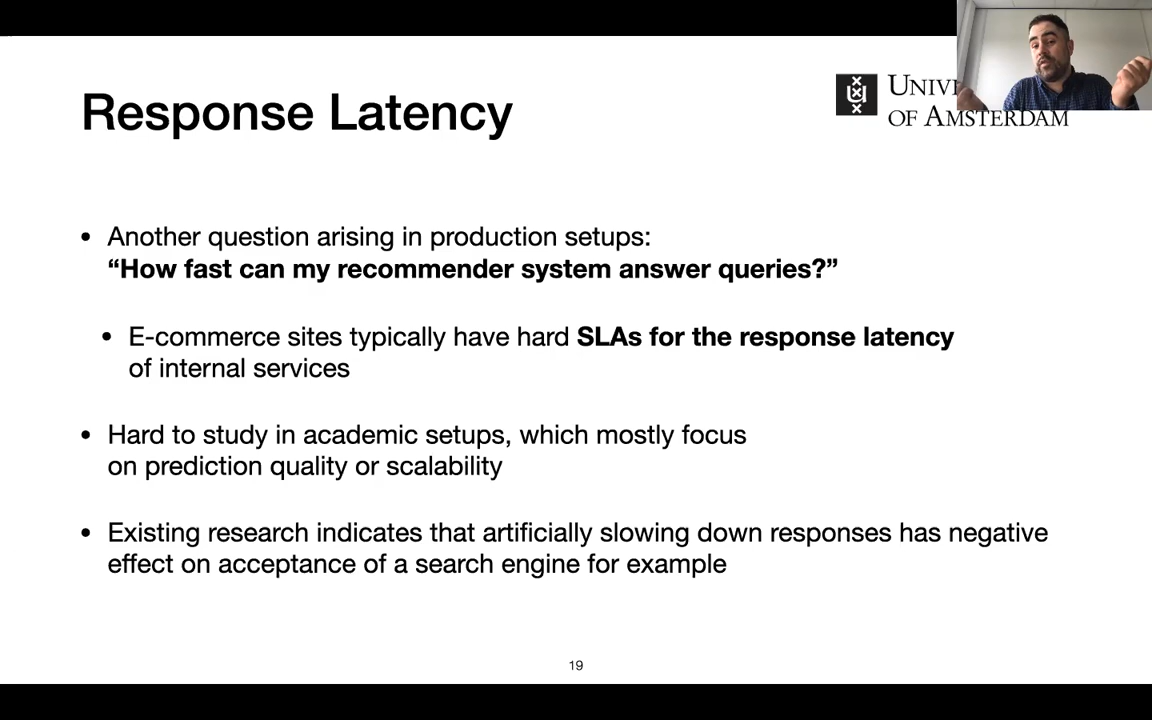 Response Latency
OF AMSTERDAM
• Another question arising in production setups:
“How fast can my recommender system answer queries?”
• E-commerce sites typically have hard SLAs for the response latency
of internal services
• Hard to study in academic setups, which mostly focus
on prediction quality or scalability
• Existing research indicates that artificially slowing down responses has negative
effect on acceptance of a search engine for example
19